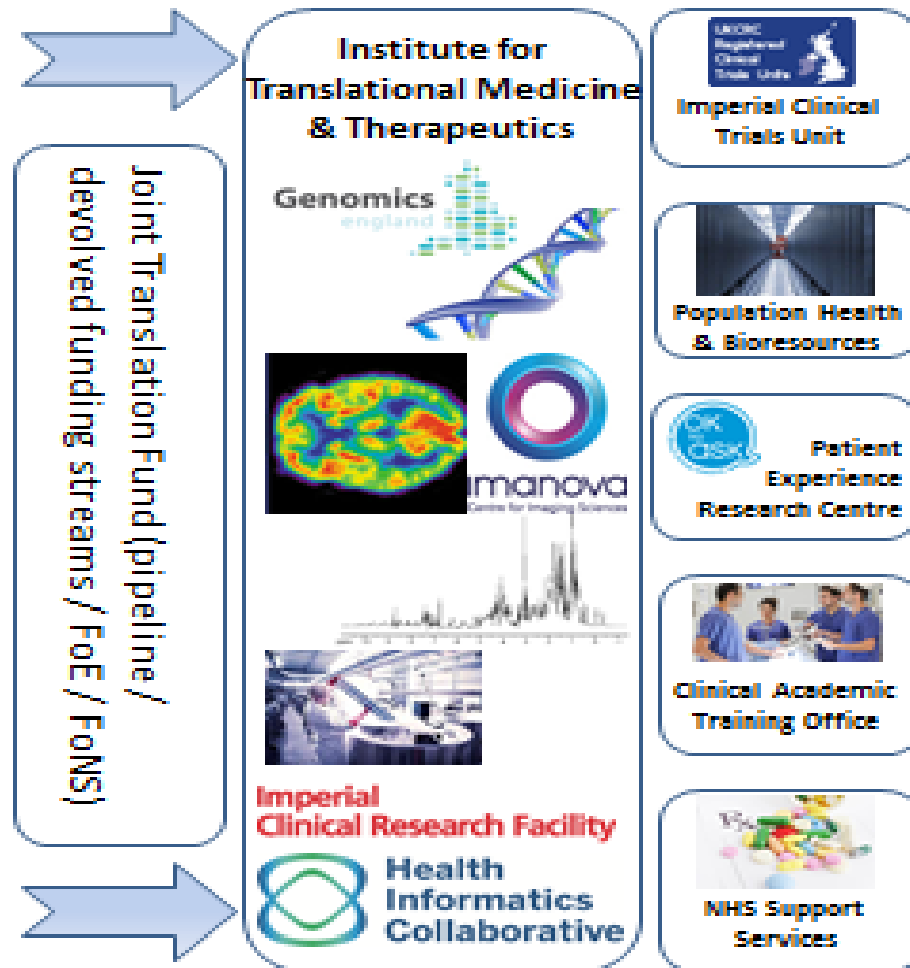 Joint Translation Fund (pipeline /
devolved funding streams / FoE / FoNS)
Institute for
Translational Medicine
& Therapeutics
Genomics
england
imanova
Centre for Imaging Sciences
Imperial
Clinical Research Facility
Health
Informatics
Collaborative
UKCRC
Registered
Clinical
Trials Units
Imperial Clinical
Trials Unit
Population Health
& Bioresources
OK
to
ask
Patient
Experience
Research Centre
Clinical Academic
Training Office
NHS Support
Services